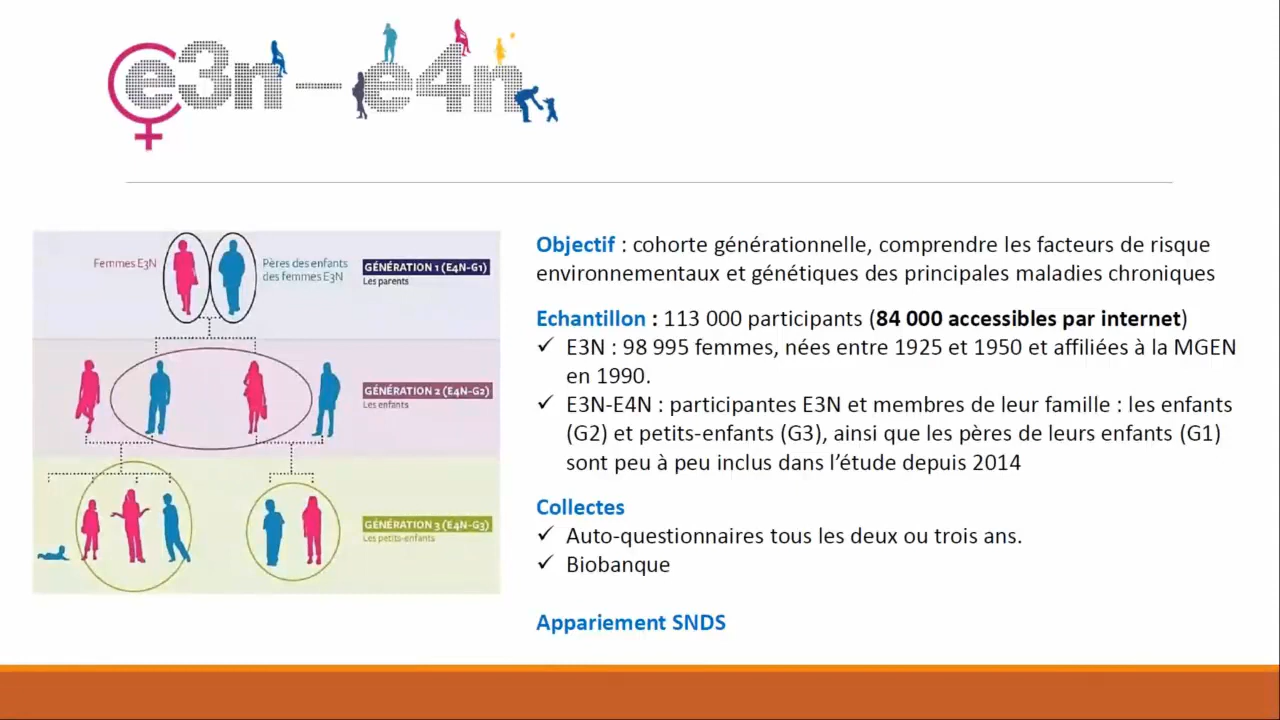 e3n – e4n
Femmes E3N
Pères des enfants
des femmes E3N
GÉNÉRATION 1 (E4N-G1)
Les parents
GÉNÉRATION 2 (E4N-G2)
Les enfants
GÉNÉRATION 3 (E4N-G3)
Les petits-enfants
Objectif : cohorte générationnelle, comprendre les facteurs de risque
environnementaux et génétiques des principales maladies chroniques
Echantillon : 113 000 participants (84 000 accessibles par internet)
✓ E3N : 98 995 femmes, nées entre 1925 et 1950 et affiliées à la MGEN
en 1990.
✓ E3N-E4N : participantes E3N et membres de leur famille : les enfants
(G2) et petits-enfants (G3), ainsi que les pères de leurs enfants (G1)
sont peu à peu inclus dans l’étude depuis 2014
Collectes
✓ Auto-questionnaires tous les deux ou trois ans.
✓ Biobanque
Appariement SNDS